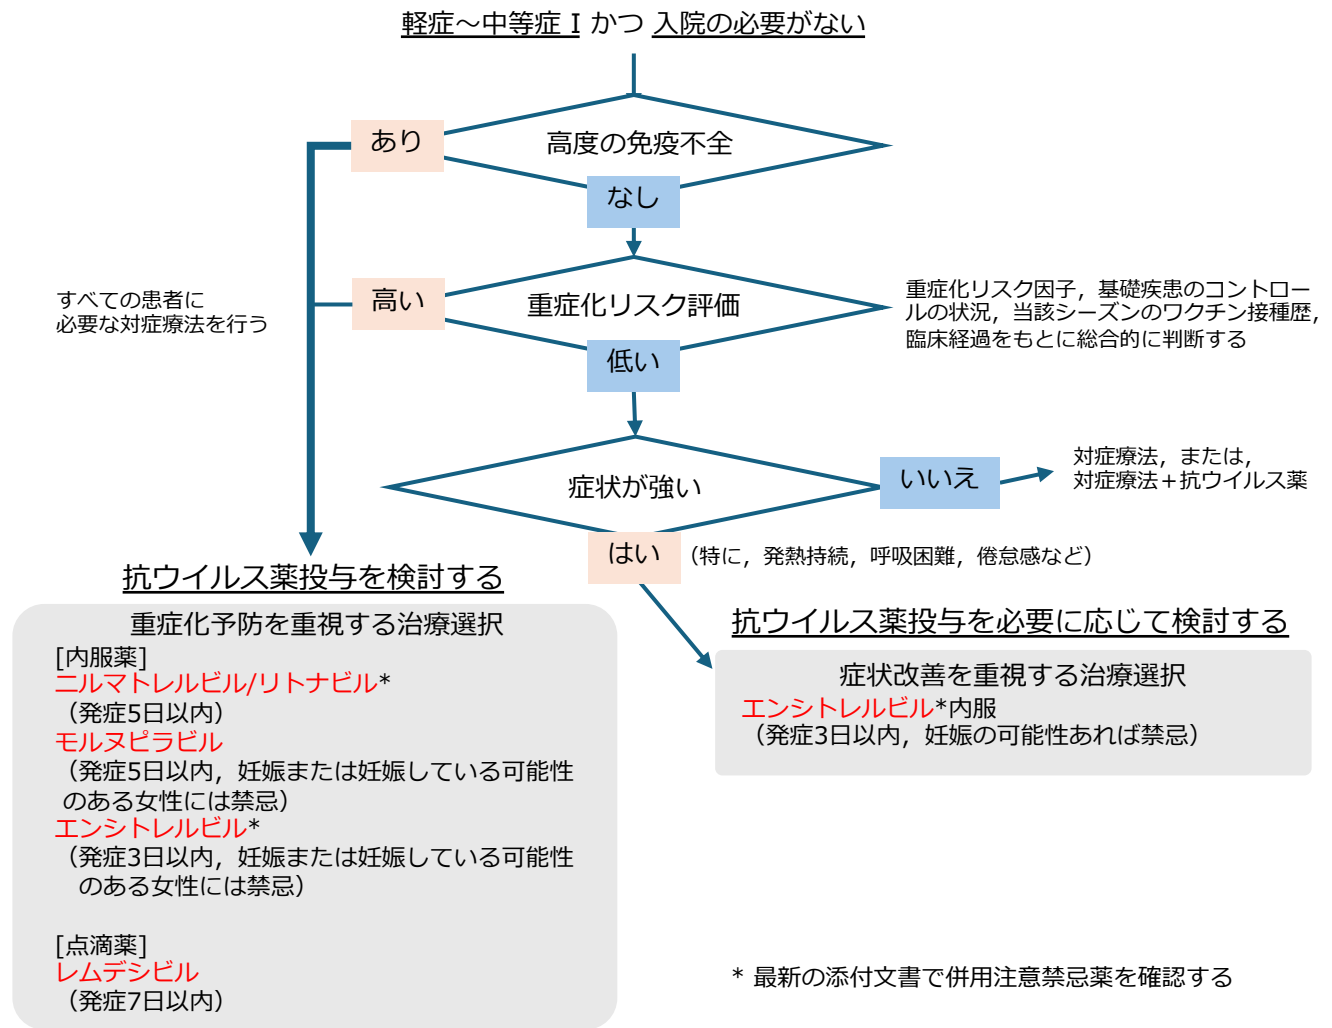 軽症～中等症 I かつ 入院の必要がない
高度の免疫不全
あり
なし
すべての患者に
必要な対症療法を行う
高い
重症化リスク評価
重症化リスク因子，基礎疾患のコントロー
ルの状況，当該シーズンのワクチン接種歴，
臨床経過をもとに総合的に判断する
低い
症状が強い
いいえ
対症療法，または，
対症療法＋抗ウイルス薬
はい
（特に，発熱持続，呼吸困難，倦怠感など）
抗ウイルス薬投与を検討する
重症化予防を重視する治療選択
[内服薬]
ニルマトレルビル/リトナビル*
（発症5日以内）
モルヌピラビル
（発症5日以内，妊娠または妊娠している可能性
のある女性には禁忌）
エンシトレルビル*
（発症3日以内，妊娠または妊娠している可能性
のある女性には禁忌）
[点滴薬]
レムデシビル
（発症7日以内）
抗ウイルス薬投与を必要に応じて検討する
症状改善を重視する治療選択
エンシトレルビル*内服
（発症3日以内，妊娠の可能性あれば禁忌）
* 最新の添付文書で併用注意禁忌薬を確認する